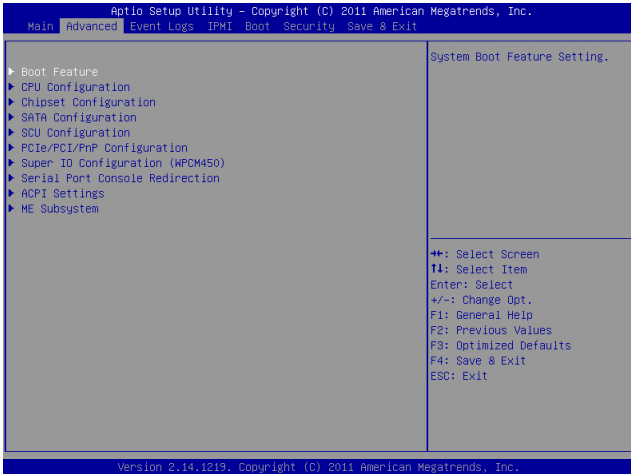 Aptio Setup Utility – Copyright (C) 2011 American Megatrends, Inc.
Main Advanced Event Logs IPMI Boot Security Save & Exit
System Boot Feature Setting.
▶ Boot Feature
▶ CPU Configuration
▶ Chipset Configuration
▶ SATA Configuration
▶ SCU Configuration
▶ PCIe/PCI/PnP Configuration
▶ Super IO Configuration (WPCM450)
▶ Serial Port Console Redirection
▶ ACPI Settings
▶ ME Subsystem
→←: Select Screen
↑↓: Select Item
Enter: Select
+/-: Change Opt.
F1: General Help
F2: Previous Values
F3: Optimized Defaults
F4: Save & Exit
ESC: Exit
Version 2.14.1219. Copyright (C) 2011 American Megatrends, Inc.